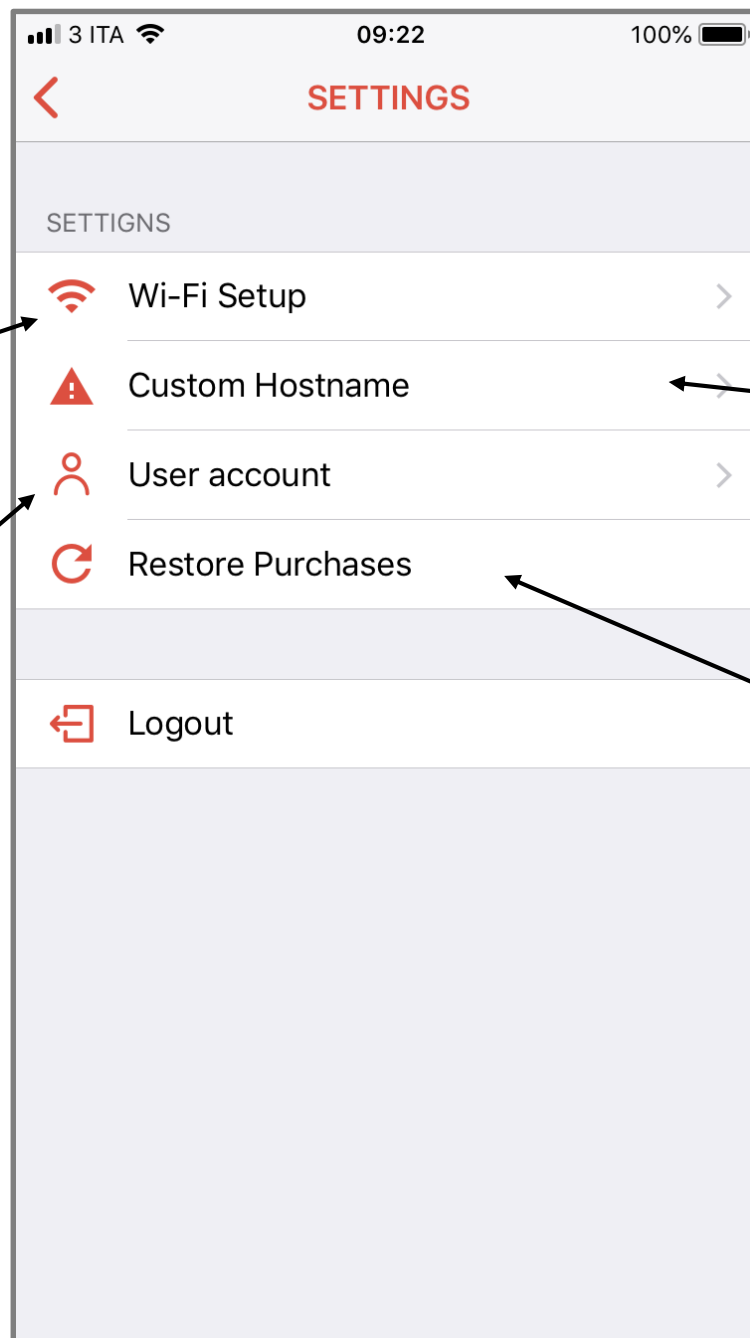 3 ITA 09:22 100%
SETTINGS
SETTIGNS
Wi-Fi Setup
Custom Hostname
User account
Restore Purchases
Logout